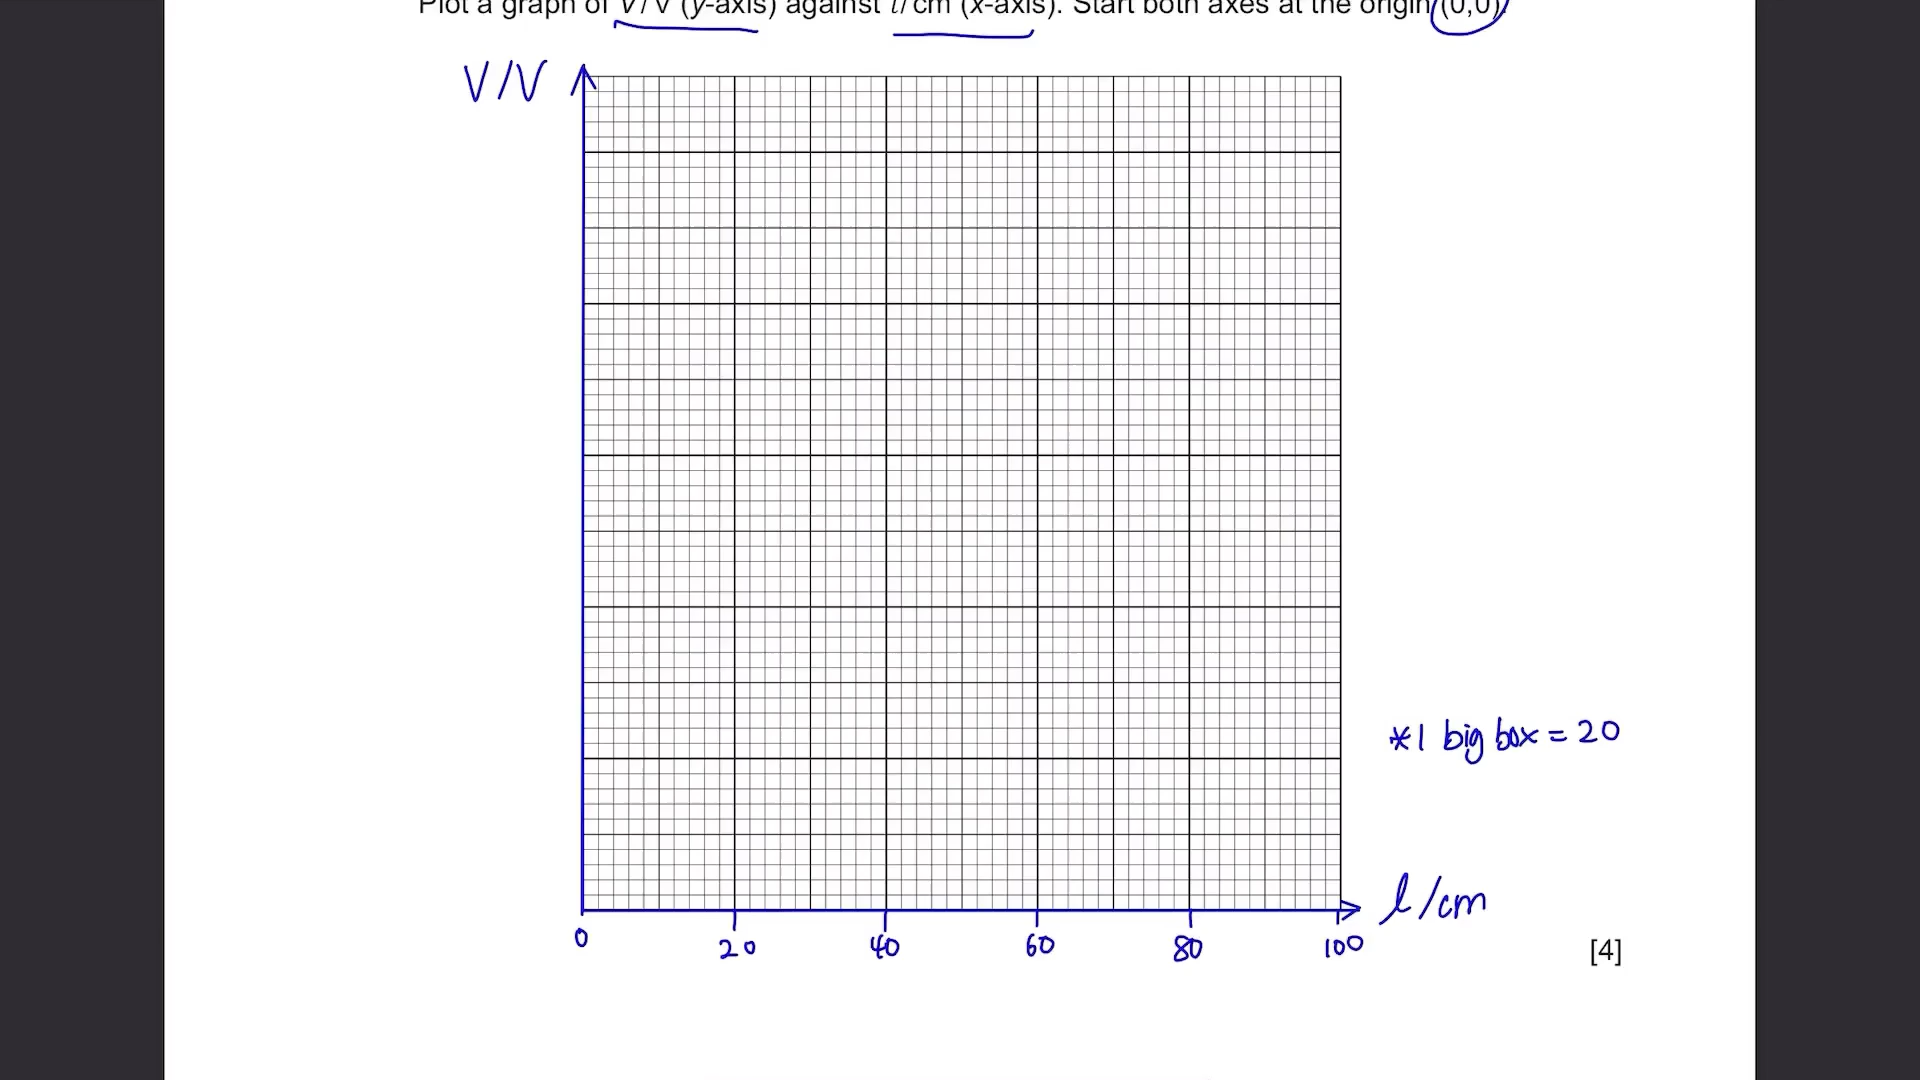 Plot a graph of V / V (y-axis) against l / cm (x-axis). Start both axes at the origin (0,0).
V/V
*1 big box = 20
l/cm
0 20 40 60 80 100
[4]